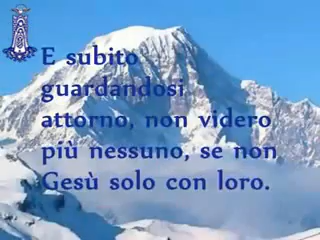 E subito
guardandosi
attorno, non videro
più nessuno, se non
Gesù solo con loro.